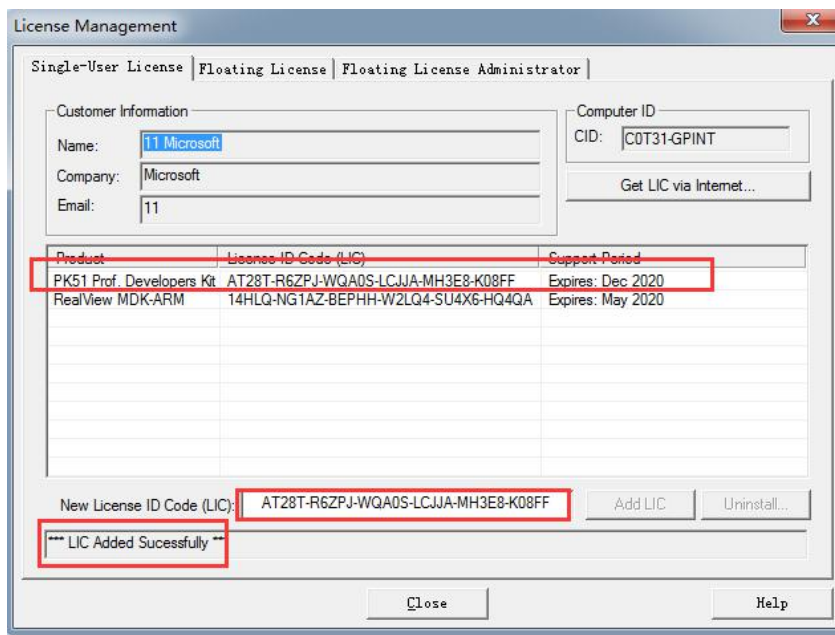 License Management
Single-User License Floating License Floating License Administrator
Customer Information
Name: 11 Microsoft
Company: Microsoft
Email: 11
Computer ID
CID: C0T31-GPINT
Get LIC via Internet...
Product License ID Code (LIC) Support Period
PK51 Prof. Developers Kit AT28T-R6ZPJ-WQA0S-LCJJA-MH3E8-K08FF Expires: Dec 2020
RealView MDK-ARM 14HLQ-NG1AZ-BEPHH-W2LQ4-SU4X6-HQ4QA Expires: May 2020
New License ID Code (LIC): AT28T-R6ZPJ-WQA0S-LCJJA-MH3E8-K08FF Add LIC Uninstall...
*** LIC Added Sucessfully **
Close Help